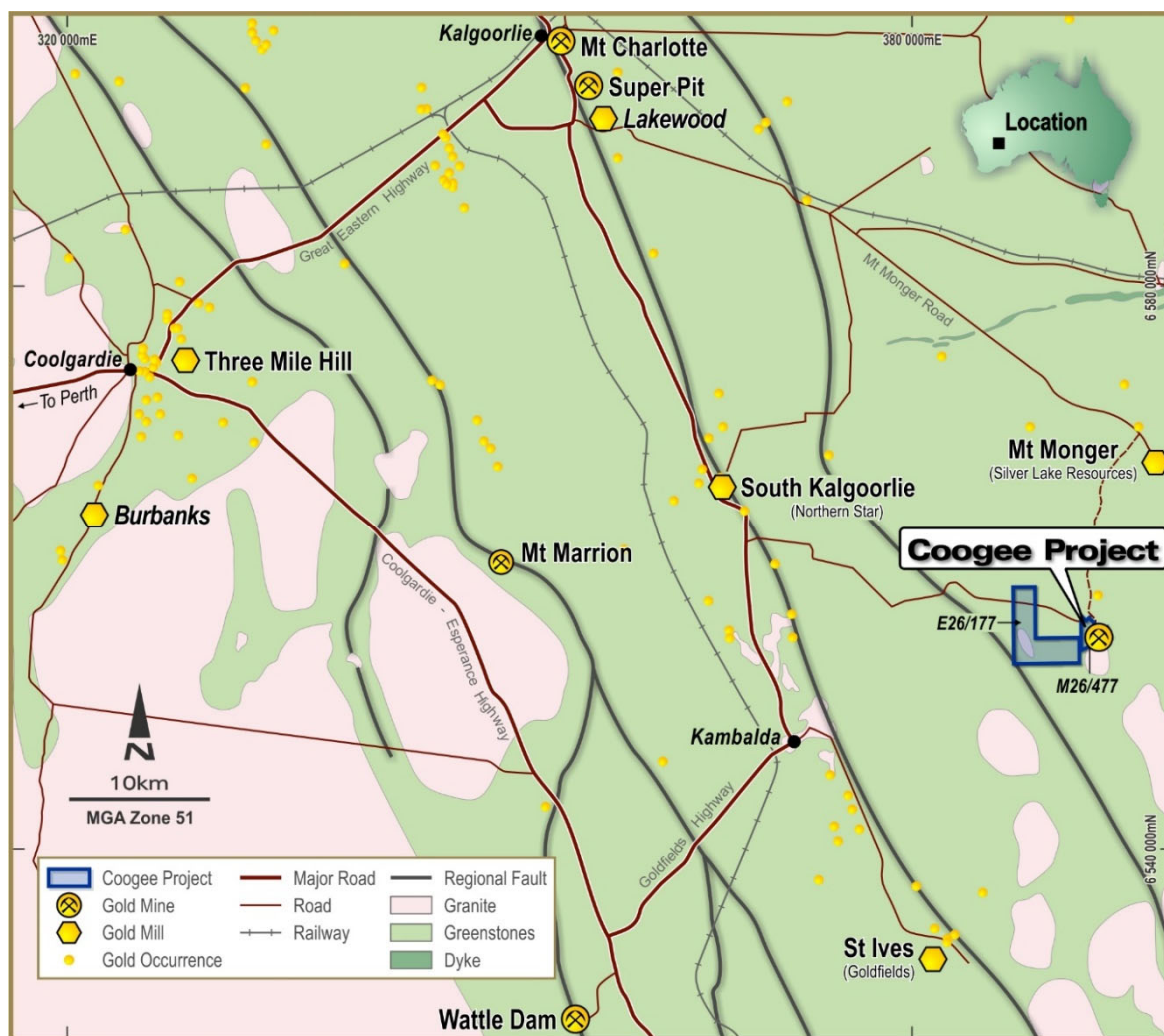 320 000mE
Kalgoorlie
380 000mE
Mt Charlotte
Super Pit
Lakewood
Location
Great Eastern Highway
Mt Monger Road
6 580 000mN
Coolgardie
Three Mile Hill
← To Perth
Mt Monger
(Silver Lake Resources)
South Kalgoorlie
(Northern Star)
Burbanks
Mt Marrion
Coogee Project
E26/177
M26/477
Coolgardie - Esperance Highway
Kambalda
N
10km
MGA Zone 51
Goldfields Highway
6 540 000mN
Coogee Project
Major Road
Regional Fault
Gold Mine
Road
Granite
Gold Mill
Railway
Greenstones
Gold Occurrence
Dyke
St Ives
(Goldfields)
Wattle Dam